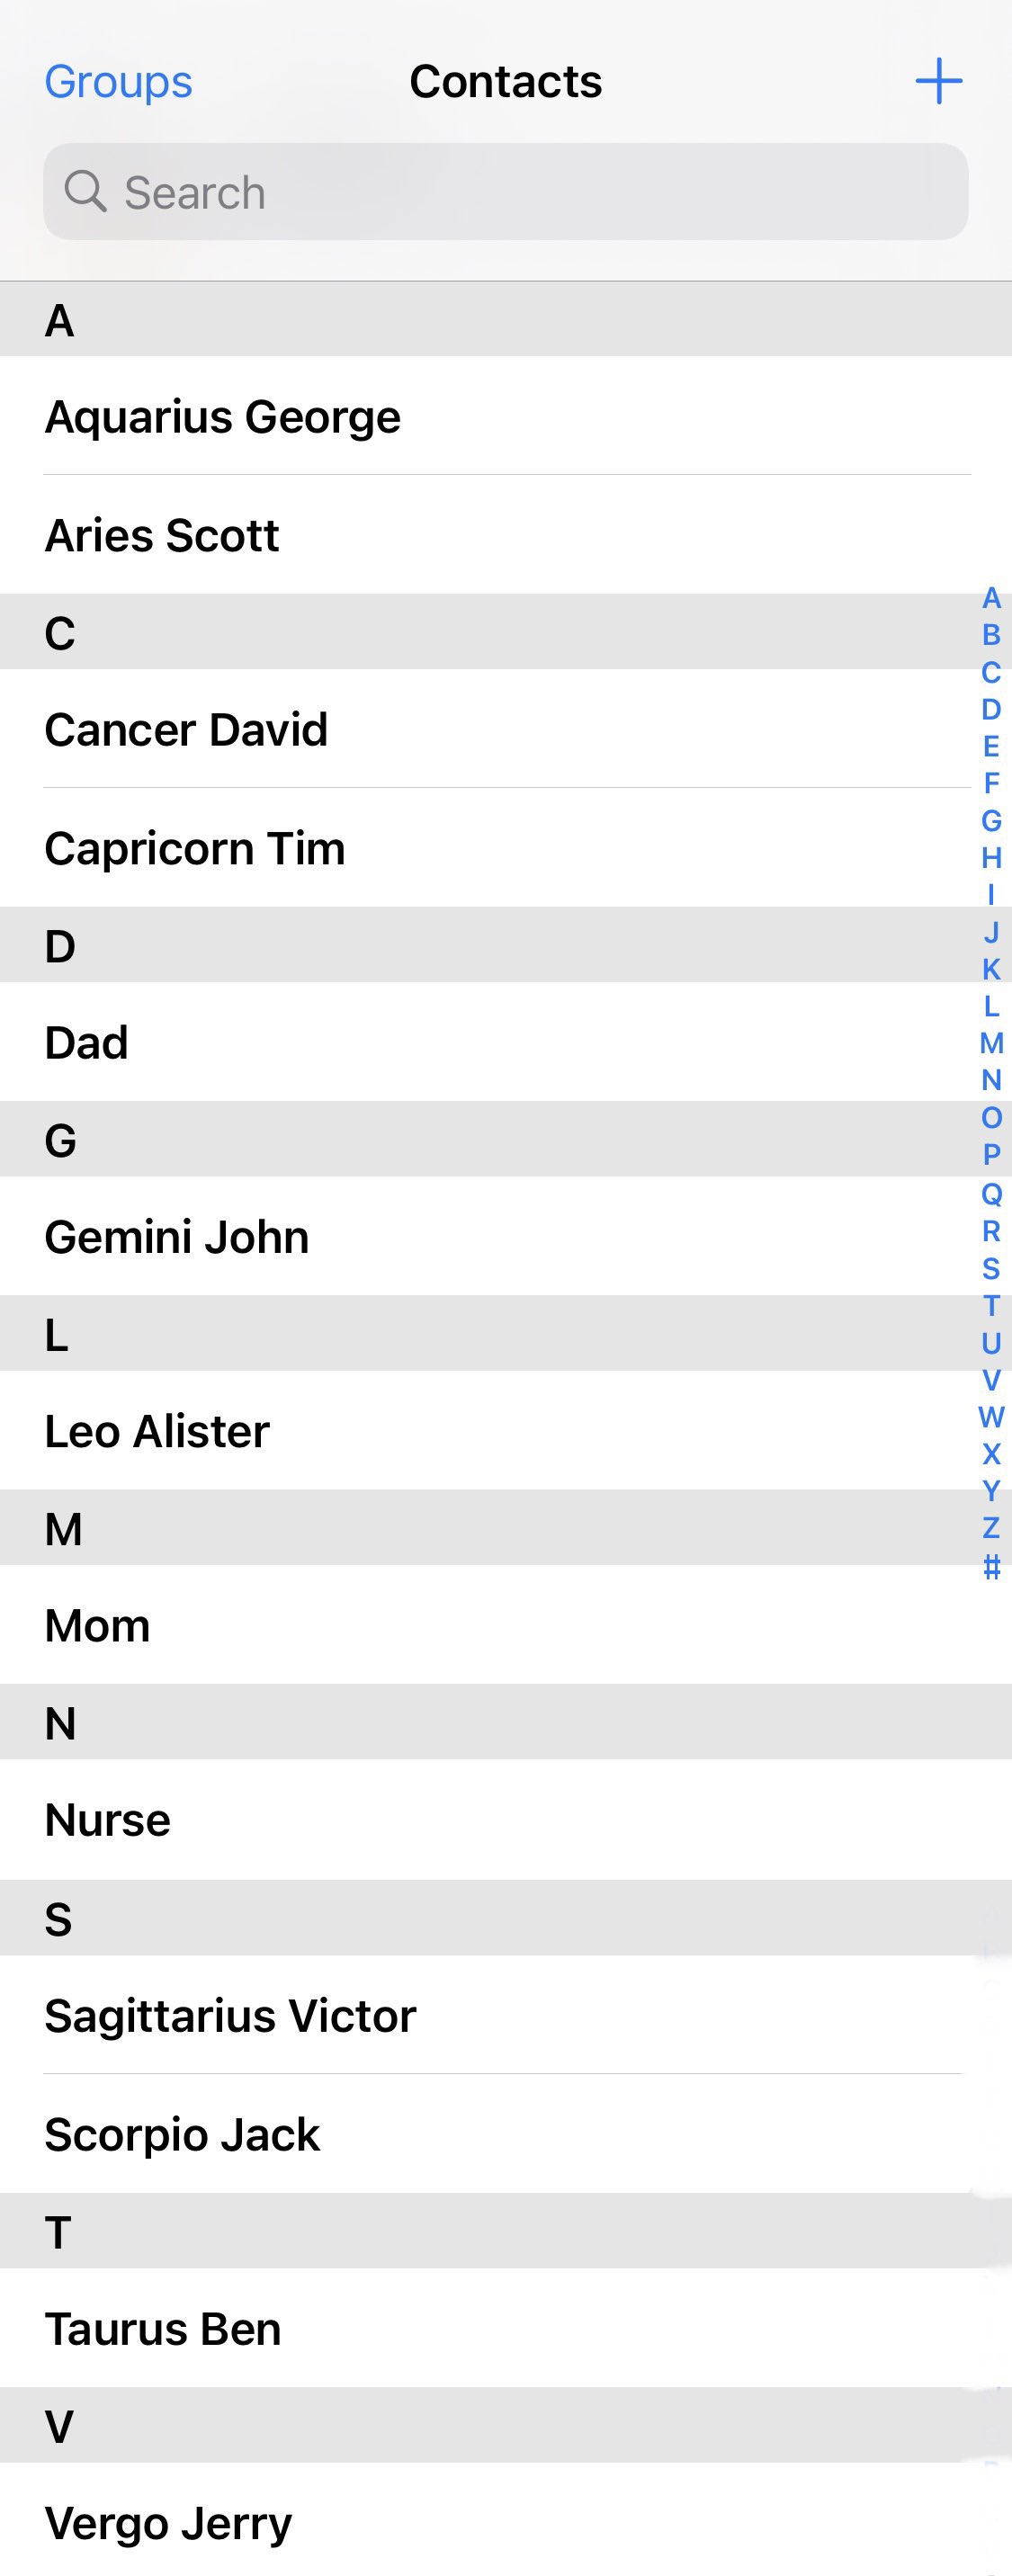 Groups Contacts +
Search
A
Aquarius George
Aries Scott
C
Cancer David
Capricorn Tim
D
Dad
G
Gemini John
L
Leo Alister
M
Mom
N
Nurse
S
Sagittarius Victor
Scorpio Jack
T
Taurus Ben
V
Vergo Jerry
A
B
C
D
E
F
G
H
I
J
K
L
M
N
O
P
Q
R
S
T
U
V
W
X
Y
Z
#